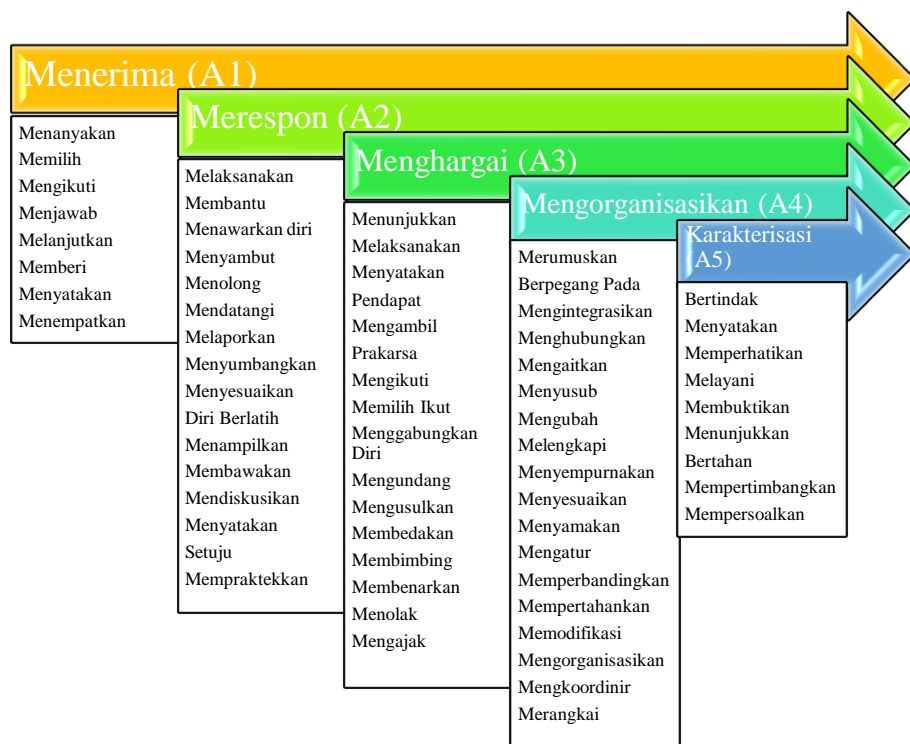 Menerima (A1)
Menanyakan
Memilih
Mengikuti
Menjawab
Melanjutkan
Memberi
Menyatakan
Menempatkan
Merespon (A2)
Melaksanakan
Membantu
Menawarkan diri
Menyambut
Menolong
Mendatangi
Melaporkan
Menyumbangkan
Menyesuaikan
Diri Berlatih
Menampilkan
Membawakan
Mendiskusikan
Menyatakan
Setuju
Mempraktekkan
Menghargai (A3)
Menunjukkan
Melaksanakan
Menyatakan
Pendapat
Mengambil
Prakarsa
Mengikuti
Memilih Ikut
Menggabungkan
Diri
Mengundang
Mengusulkan
Membedakan
Membimbing
Membenarkan
Menolak
Mengajak
Mengorganisasikan (A4)
Merumuskan
Berpegang Pada
Mengintegrasikan
Menghubungkan
Mengaitkan
Menyusub
Mengubah
Melengkapi
Menyempurnakan
Menyesuaikan
Menyamakan
Mengatur
Memperbandingkan
Mempertahankan
Memodifikasi
Mengorganisasikan
Mengkoordinir
Merangkai
Karakterisasi
(A5)
Bertindak
Menyatakan
Memperhatikan
Melayani
Membuktikan
Menunjukkan
Bertahan
Mempertimbangkan
Mempersoalkan